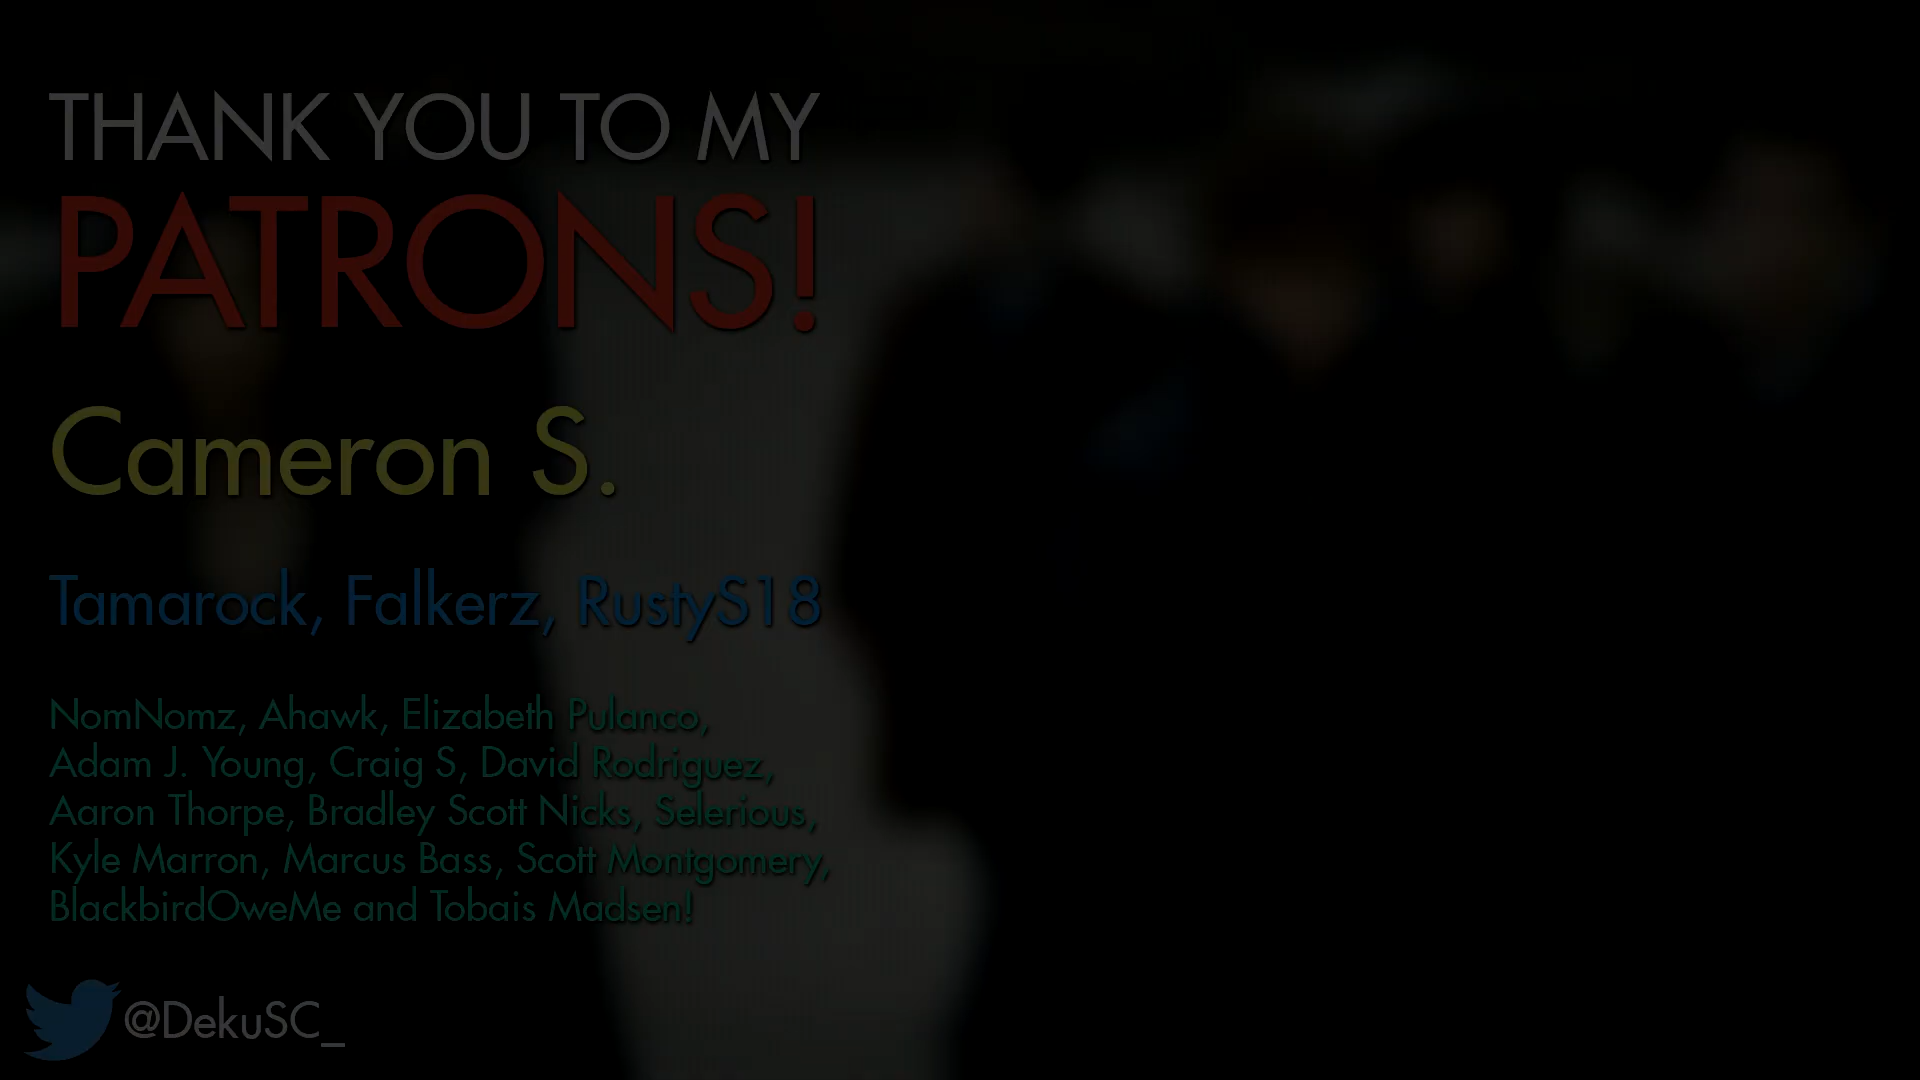 THANK YOU TO MY
PATRONS!
Cameron S.
Tamarock, Falkerz, RustyS18
NomNomz, Ahawk, Elizabeth Pulanco,
Adam J. Young, Craig S, David Rodriguez,
Aaron Thorpe, Bradley Scott Nicks, Selerious,
Kyle Marron, Marcus Bass, Scott Montgomery,
BlackbirdOweMe and Tobais Madsen!
@DekuSC_